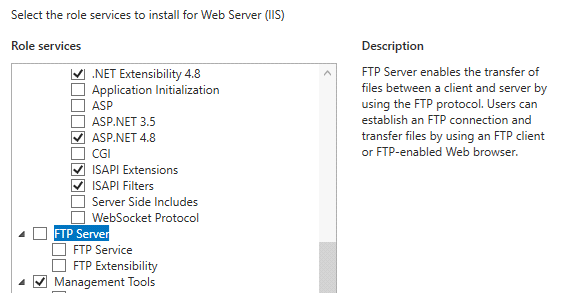 Select the role services to install for Web Server (IIS)
Role services
.NET Extensibility 4.8
Application Initialization
ASP
ASP.NET 3.5
ASP.NET 4.8
CGI
ISAPI Extensions
ISAPI Filters
Server Side Includes
WebSocket Protocol
FTP Server
FTP Service
FTP Extensibility
Management Tools
Description
FTP Server enables the transfer of
files between a client and server by
using the FTP protocol. Users can
establish an FTP connection and
transfer files by using an FTP client
or FTP-enabled Web browser.